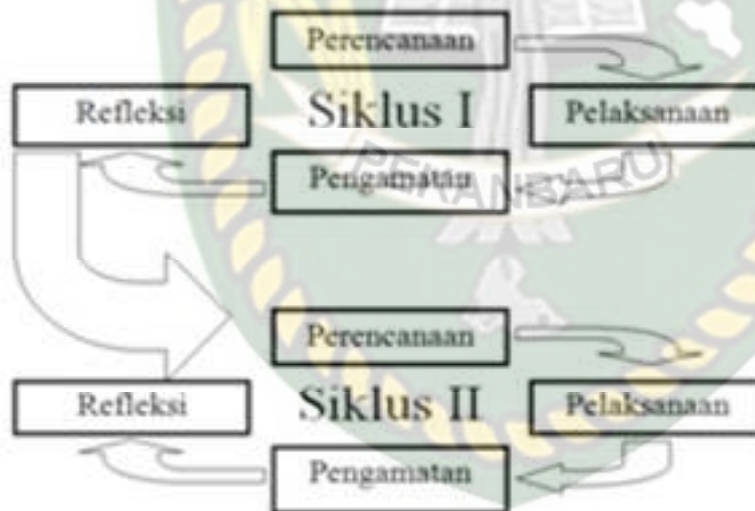 Perencanaan
Refleksi Siklus I Pelaksanaan
Pengamatan
PEKANBARU
Perencanaan
Refleksi Siklus II Pelaksanaan
Pengamatan